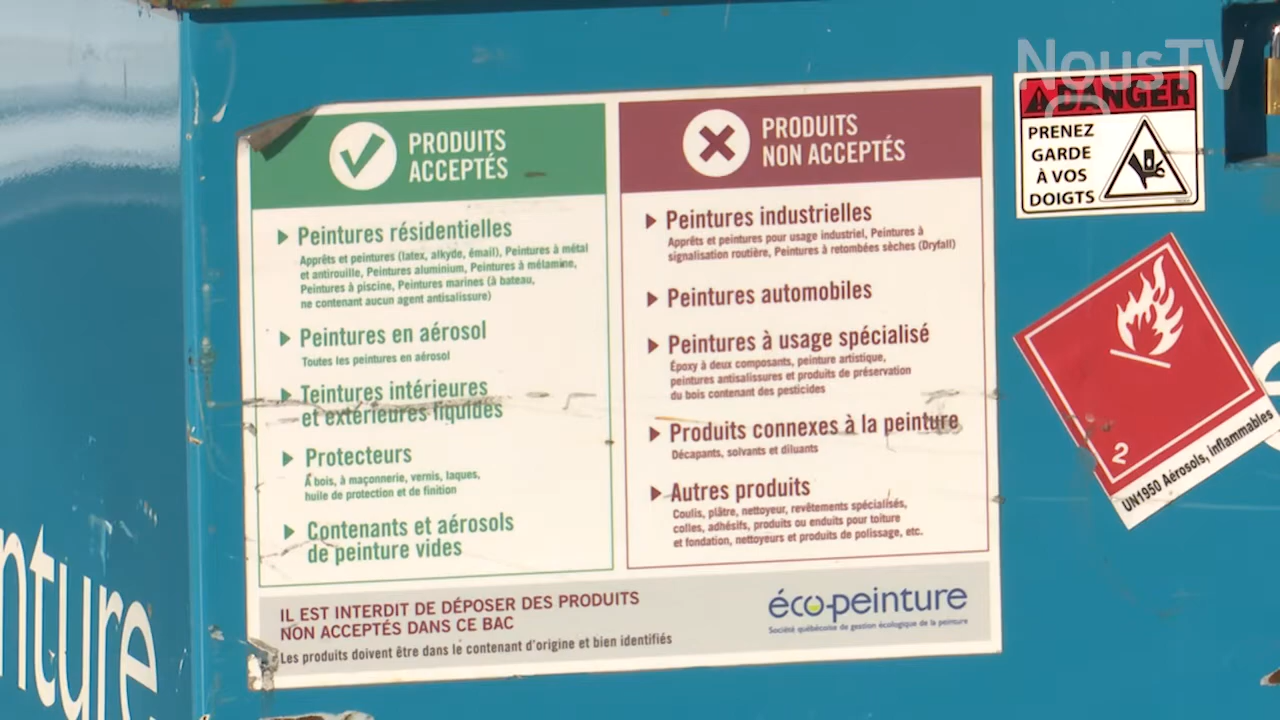 NousTV
PRODUITS
ACCEPTÉS
Peintures résidentielles
Apprêts et peintures (latex, alkyde, émail), Peintures à métal
et antirouille, Peintures aluminium, Peintures à mélamine,
Peintures à piscine, Peintures marines (à bateau,
ne contenant aucun agent antisalissure)
Peintures en aérosol
Toutes les peintures en aérosol
Teintures intérieures
et extérieures liquides
Protecteurs
À bois, à maçonnerie, vernis, laques,
huile de protection et de finition
Contenants et aérosols
de peinture vides
PRODUITS
NON ACCEPTÉS
Peintures industrielles
Apprêts et peintures pour usage industriel, Peintures à
signalisation routière, Peintures à retombées sèches (Dryfall)
Peintures automobiles
Peintures à usage spécialisé
Époxy à deux composants, peinture artistique,
peintures antisalissures et produits de préservation
du bois contenant des pesticides
Produits connexes à la peinture
Décapants, solvants et diluants
Autres produits
Coulis, plâtre, nettoyeur, revêtements spécialisés,
colles, adhésifs, produits ou enduits pour toiture
et fondation, nettoyeurs et produits de polissage, etc.
IL EST INTERDIT DE DÉPOSER DES PRODUITS
NON ACCEPTÉS DANS CE BAC
Les produits doivent être dans le contenant d'origine et bien identifiés
éco-peinture
Société québécoise de gestion écologique de la peinture
DANGER
PRENEZ
GARDE
À VOS
DOIGTS
2
UN1950 Aérosols, inflammables
nture